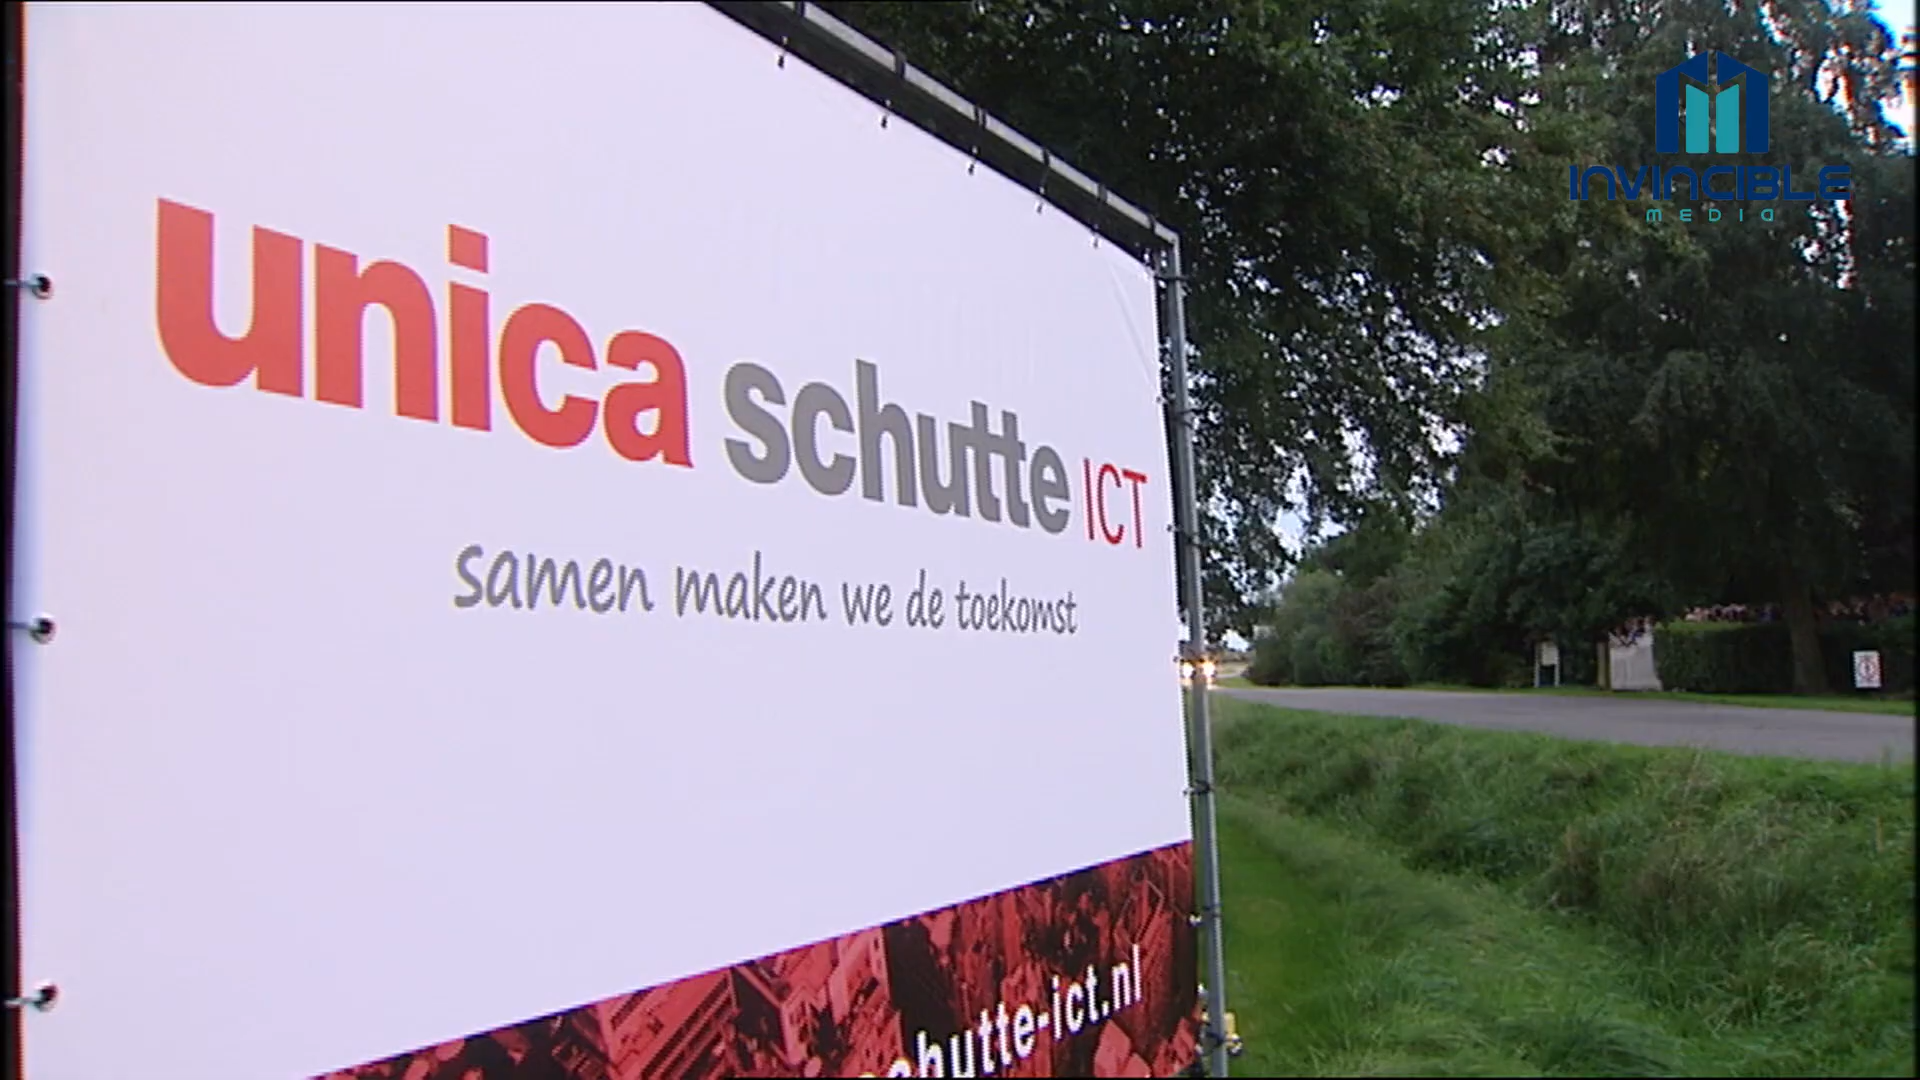 INVINCIBLE
MEDIA
unica schutte ICT
samen maken we de toekomst
schutte-ict.nl